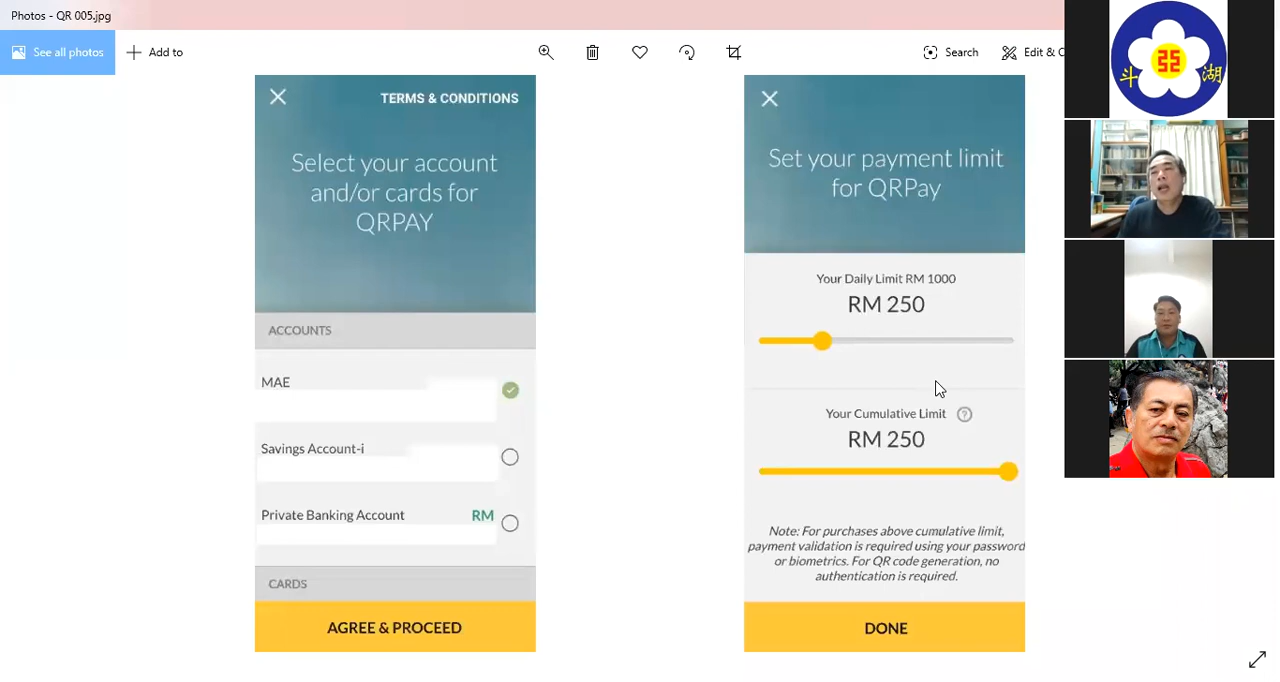 Photos - QR 005.jpg
See all photos
Add to
Search
Edit & C
TERMS & CONDITIONS
Select your account
and/or cards for
QRPAY
ACCOUNTS
MAE
Savings Account-i
Private Banking Account RM
CARDS
AGREE & PROCEED
Set your payment limit
for QRPay
Your Daily Limit RM 1000
RM 250
Your Cumulative Limit ?
RM 250
Note: For purchases above cumulative limit,
payment validation is required using your password
or biometrics. For QR code generation, no
authentication is required.
DONE
斗 湖